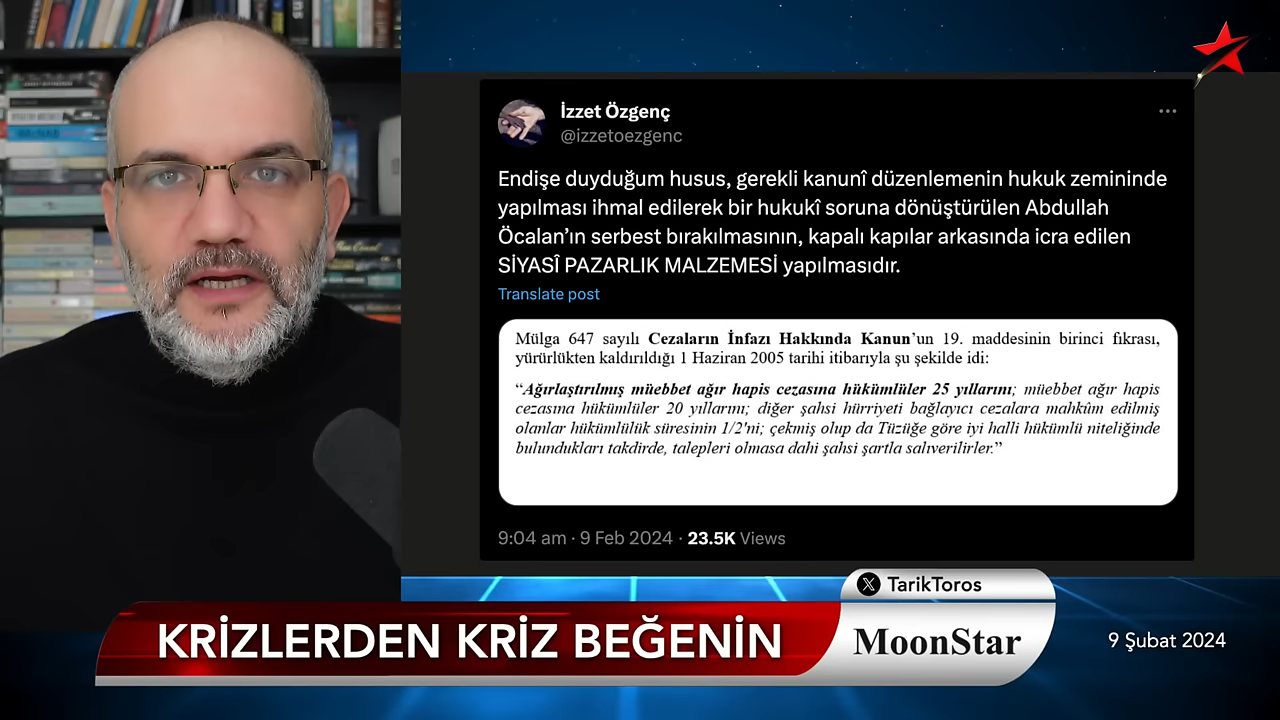 İzzet Özgenç
@izzetoezgenc
Endişe duyduğum husus, gerekli kanunî düzenlemenin hukuk zemininde
yapılması ihmal edilerek bir hukukî soruna dönüştürülen Abdullah
Öcalan’ın serbest bırakılmasının, kapalı kapılar arkasında icra edilen
SİYASÎ PAZARLIK MALZEMESİ yapılmasıdır.
Translate post
Mülga 647 sayılı Cezaların İnfazı Hakkında Kanun’un 19. maddesinin birinci fıkrası,
yürürlükten kaldırıldığı 1 Haziran 2005 tarihi itibarıyla şu şekilde idi:
“Ağırlaştırılmış müebbet ağır hapis cezasına hükümlüler 25 yıllarını; müebbet ağır hapis
cezasına hükümlüler 20 yıllarını; diğer şahsi hürriyeti bağlayıcı cezalara mahkûm edilmiş
olanlar hükümlülük süresinin 1/2'ni; çekmiş olup da Tüzüğe göre iyi halli hükümlü niteliğinde
bulundukları takdirde, talepleri olmasa dahi şahsi şartla salıverilirler.”
9:04 am · 9 Feb 2024 · 23.5K Views
X TarikToros
KRİZLERDEN KRİZ BEĞENİN
MoonStar
9 Şubat 2024